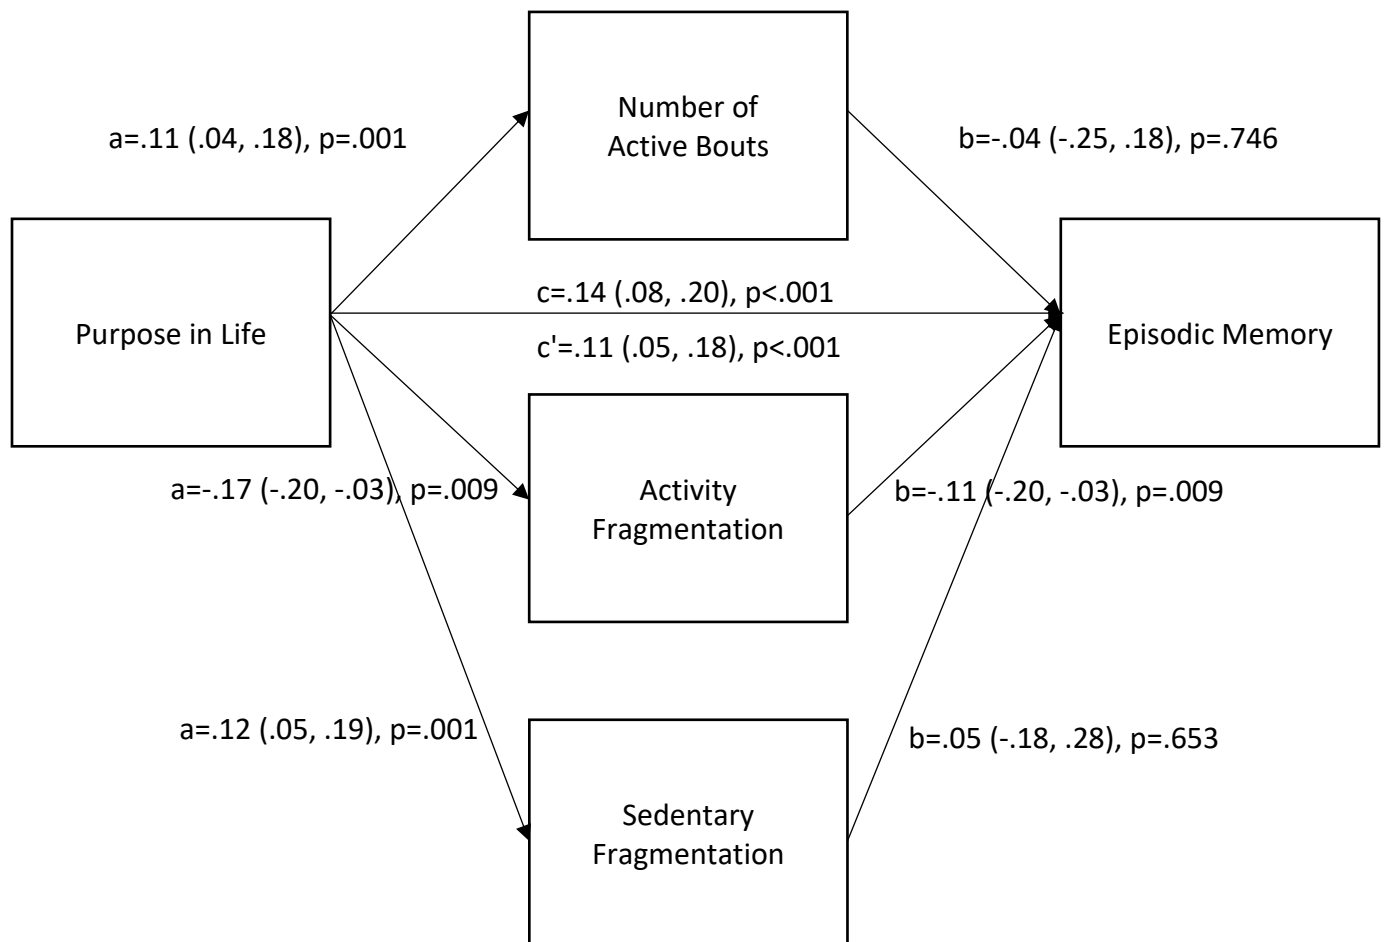 Number of
Active Bouts
a=.11 (.04, .18), p=.001
b=-.04 (-.25, .18), p=.746
Purpose in Life
c=.14 (.08, .20), p<.001
c'=.11 (.05, .18), p<.001
Episodic Memory
a=-.17 (-.20, -.03), p=.009
Activity
Fragmentation
b=-.11 (-.20, -.03), p=.009
a=.12 (.05, .19), p=.001
b=.05 (-.18, .28), p=.653
Sedentary
Fragmentation